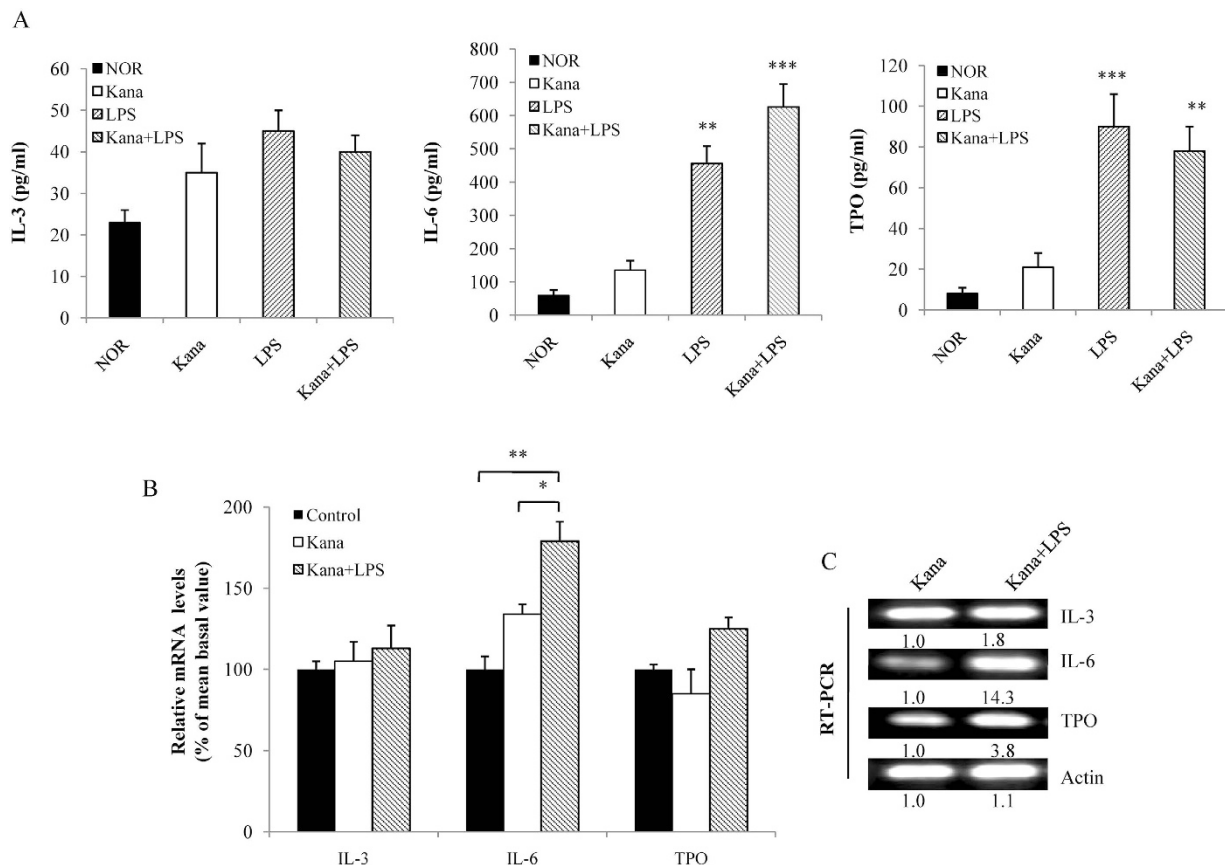 A
NOR
Kana
LPS
Kana+LPS
60
50
40
30
20
10
0
IL-3 (pg/ml)
NOR
Kana
LPS
Kana+LPS
NOR
Kana
LPS
Kana+LPS
800
700
600
500
400
300
200
100
0
IL-6 (pg/ml)
**
***
NOR
Kana
LPS
Kana+LPS
NOR
Kana
LPS
Kana+LPS
120
100
80
60
40
20
0
TPO (pg/ml)
***
**
NOR
Kana
LPS
Kana+LPS
B
Control
Kana
Kana+LPS
200
150
100
50
0
Relative mRNA levels
(% of mean basal value)
**
*
IL-3
IL-6
TPO
C
Kana
Kana+LPS
RT-PCR
IL-3
1.0 1.8
IL-6
1.0 14.3
TPO
1.0 3.8
Actin
1.0 1.1